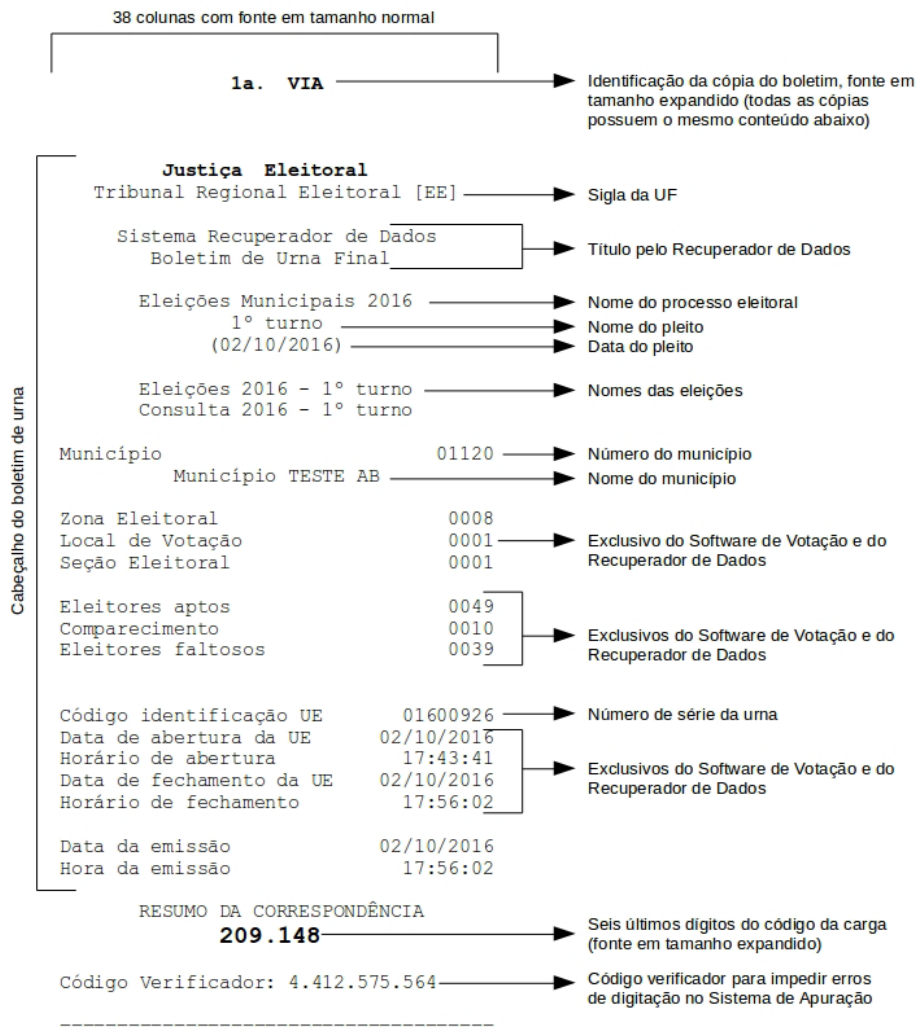 38 colunas com fonte em tamanho normal
1a. VIA
Identificação da cópia do boletim, fonte em
tamanho expandido (todas as cópias
possuem o mesmo conteúdo abaixo)
Cabeçalho do boletim de urna
Justiça Eleitoral
Tribunal Regional Eleitoral [EE]
Sigla da UF
Sistema Recuperador de Dados
Boletim de Urna Final
Título pelo Recuperador de Dados
Eleições Municipais 2016
Nome do processo eleitoral
1º turno
Nome do pleito
(02/10/2016)
Data do pleito
Eleições 2016 - 1º turno
Nomes das eleições
Consulta 2016 - 1º turno
Município 01120
Número do município
Município TESTE AB
Nome do município
Zona Eleitoral 0008
Local de Votação 0001
Seção Eleitoral 0001
Exclusivo do Software de Votação e do
Recuperador de Dados
Eleitores aptos 0049
Comparecimento 0010
Eleitores faltosos 0039
Exclusivos do Software de Votação e do
Recuperador de Dados
Código identificação UE 01600926
Número de série da urna
Data de abertura da UE 02/10/2016
Horário de abertura 17:43:41
Data de fechamento da UE 02/10/2016
Horário de fechamento 17:56:02
Exclusivos do Software de Votação e do
Recuperador de Dados
Data da emissão 02/10/2016
Hora da emissão 17:56:02
RESUMO DA CORRESPONDÊNCIA
209.148
Seis últimos dígitos do código da carga
(fonte em tamanho expandido)
Código Verificador: 4.412.575.564
Código verificador para impedir erros
de digitação no Sistema de Apuração
--------------------------------------